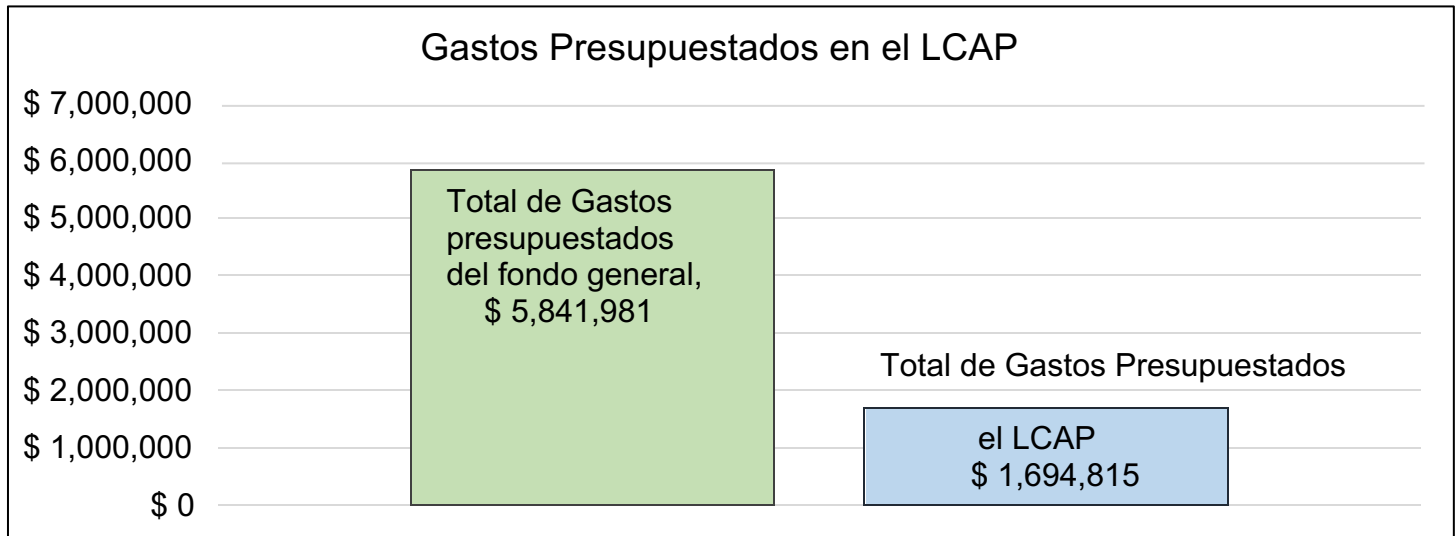 Gastos Presupuestados en el LCAP
$ 7,000,000
$ 6,000,000
$ 5,000,000
$ 4,000,000
$ 3,000,000
$ 2,000,000
$ 1,000,000
$ 0
Total de Gastos
presupuestados
del fondo general,
$ 5,841,981
Total de Gastos Presupuestados
el LCAP
$ 1,694,815